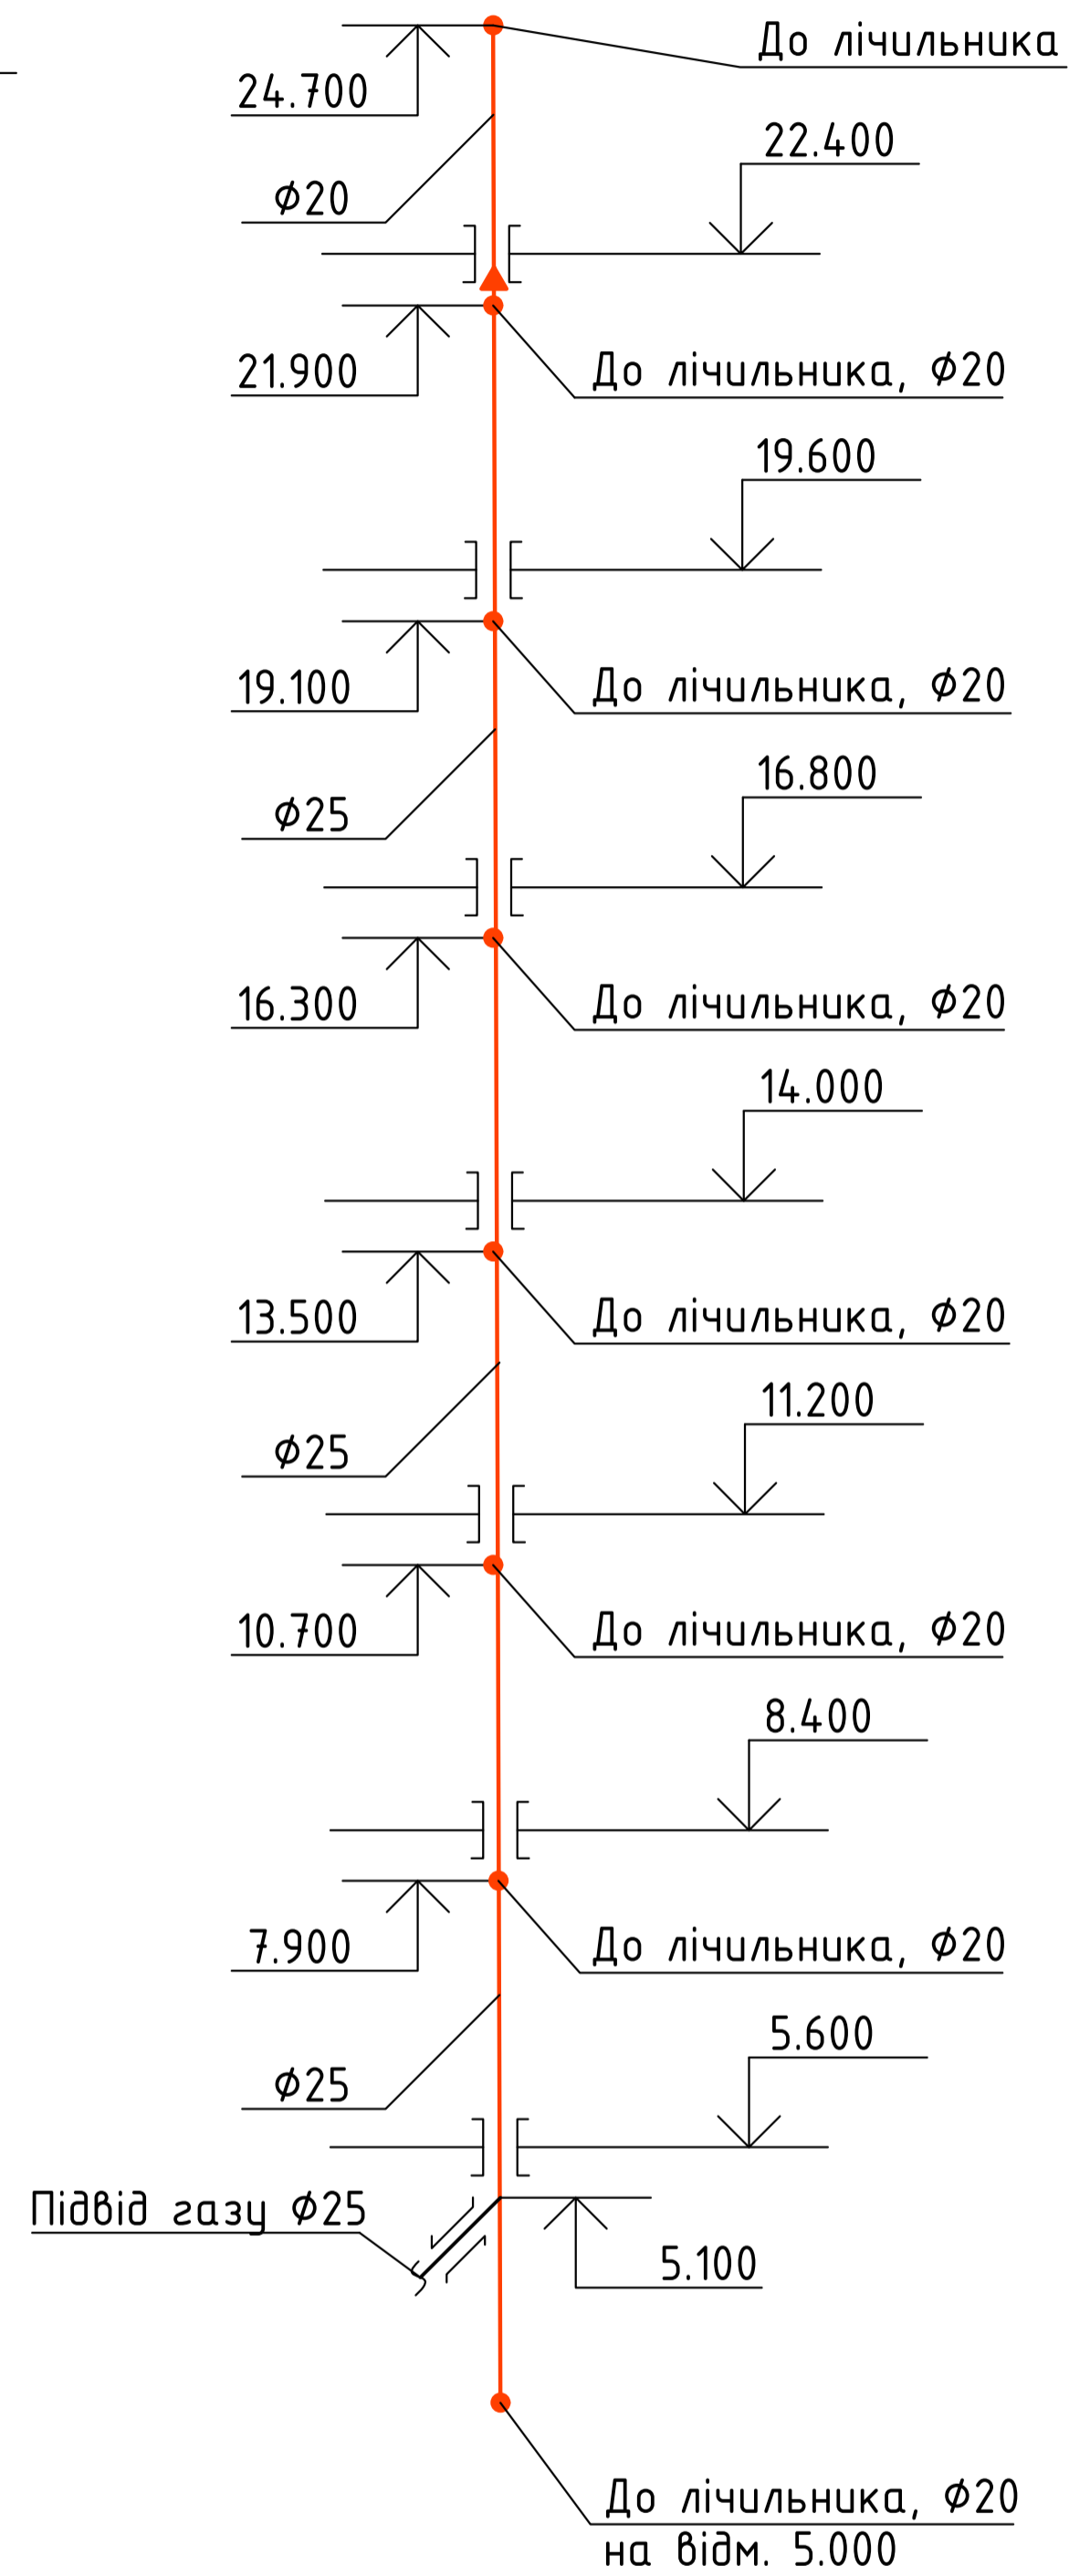 До лічильника
24.700
22.400
Ф20
21.900
До лічильника, Ф20
19.600
19.100
До лічильника, Ф20
16.800
Ф25
16.300
До лічильника, Ф20
14.000
13.500
До лічильника, Ф20
11.200
Ф25
10.700
До лічильника, Ф20
8.400
7.900
До лічильника, Ф20
5.600
Ф25
Підвід газу Ф25
5.100
До лічильника, Ф20
на відм. 5.000